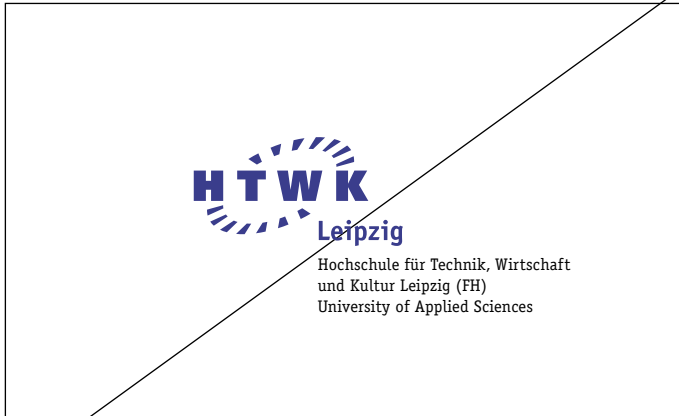 HTWK
Leipzig
Hochschule für Technik, Wirtschaft
und Kultur Leipzig (FH)
University of Applied Sciences